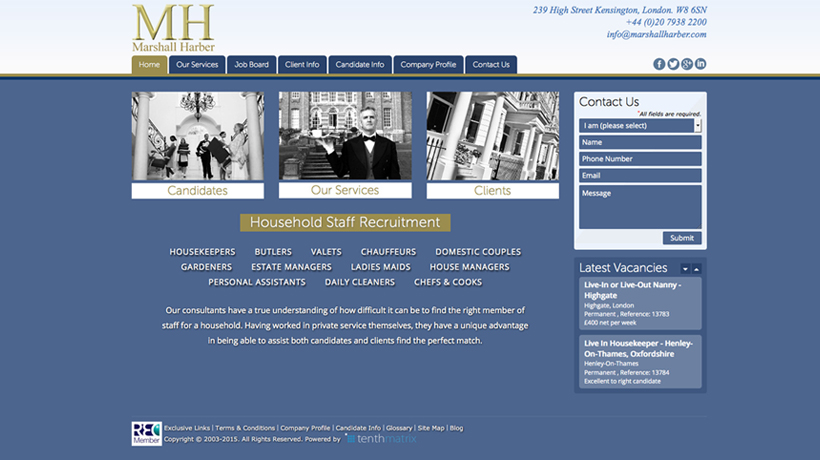 MH
Marshall Harber
239 High Street Kensington, London. W8 6SN
+44 (0)20 7938 2200
info@marshallharber.com
Home Our Services Job Board Client Info Candidate Info Company Profile Contact Us
Candidates Our Services Clients
Household Staff Recruitment
HOUSEKEEPERS BUTLERS VALETS CHAUFFEURS DOMESTIC COUPLES
GARDENERS ESTATE MANAGERS LADIES MAIDS HOUSE MANAGERS
PERSONAL ASSISTANTS DAILY CLEANERS CHEFS & COOKS
Our consultants have a true understanding of how difficult it can be to find the right member of
staff for a household. Having worked in private service themselves, they have a unique advantage
in being able to assist both candidates and clients find the perfect match.
Contact Us
*All fields are required.
I am (please select)
Name
Phone Number
Email
Message
Submit
Latest Vacancies
Live-In or Live-Out Nanny -
Highgate
Highgate, London
Permanent , Reference: 13783
£400 net per week
Live In Housekeeper - Henley-
On-Thames, Oxfordshire
Henley-On-Thames
Permanent , Reference: 13784
Excellent to right candidate
REC
Member
Exclusive Links | Terms & Conditions | Company Profile | Candidate Info | Glossary | Site Map | Blog
Copyright © 2003-2015. All Rights Reserved. Powered by tenthmatrix